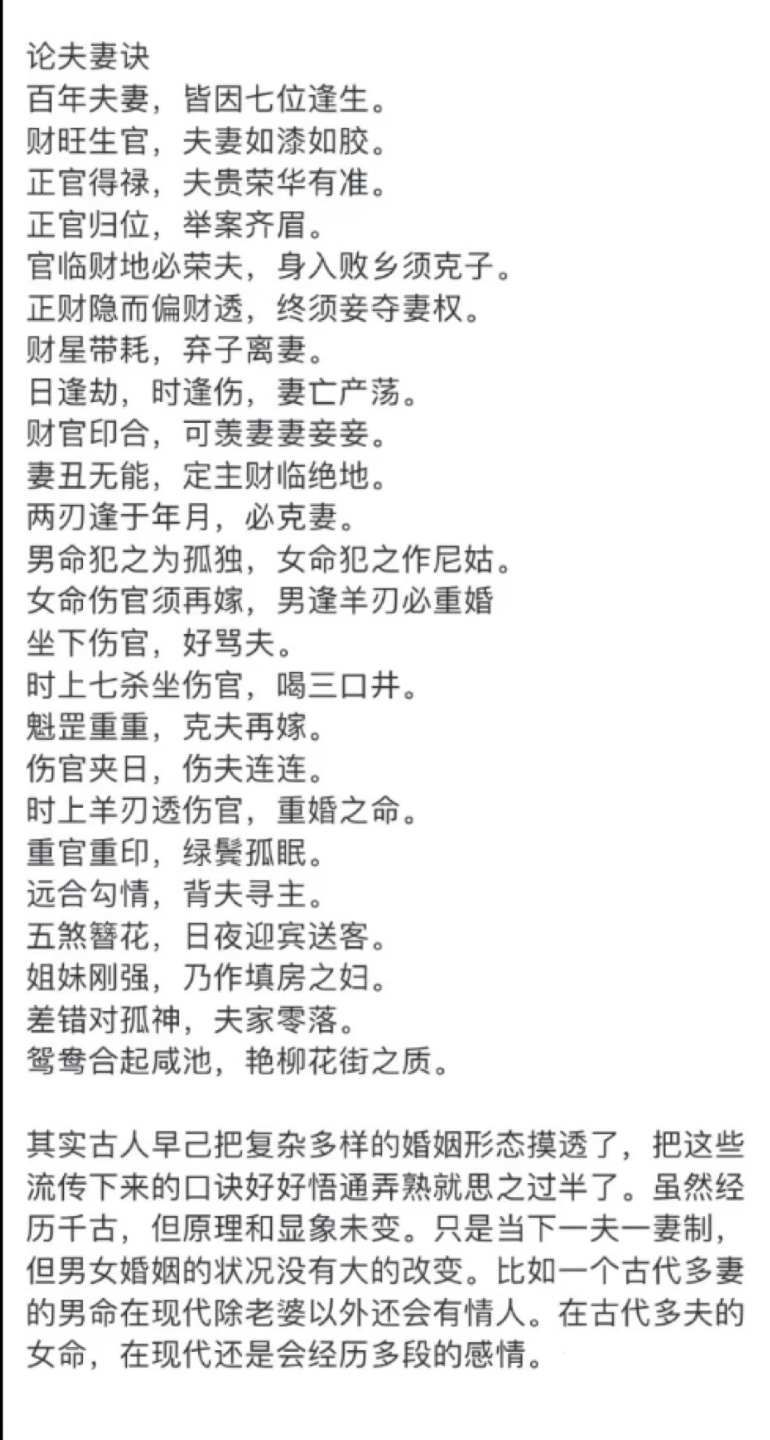 论夫妻诀
百年夫妻，皆因七位逢生。
财旺生官，夫妻如漆如胶。
正官得禄，夫贵荣华有准。
正官归位，举案齐眉。
官临财地必荣夫，身入败乡须克子。
正财隐而偏财透，终须妾夺妻权。
财星带耗，弃子离妻。
日逢劫，时逢伤，妻亡产荡。
财官印合，可羡妻妻妾妾。
妻丑无能，定主财临绝地。
两刃逢于年月，必克妻。
男命犯之为孤独，女命犯之作尼姑。
女命伤官须再嫁，男逢羊刃必重婚
坐下伤官，好骂夫。
时上七杀坐伤官，喝三口井。
魁罡重重，克夫再嫁。
伤官夹日，伤夫连连。
时上羊刃透伤官，重婚之命。
重官重印，绿鬓孤眠。
远合勾情，背夫寻主。
五煞簪花，日夜迎宾送客。
姐妹刚强，乃作填房之妇。
差错对孤神，夫家零落。
鸳鸯合起咸池，艳柳花街之质。
其实古人早己把复杂多样的婚姻形态摸透了，把这些
流传下来的口诀好好悟通弄熟就思之过半了。虽然经
历千古，但原理和显象未变。只是当下一夫一妻制，
但男女婚姻的状况没有大的改变。比如一个古代多妻
的男命在现代除老婆以外还会有情人。在古代多夫的
女命，在现代还是会经历多段的感情。